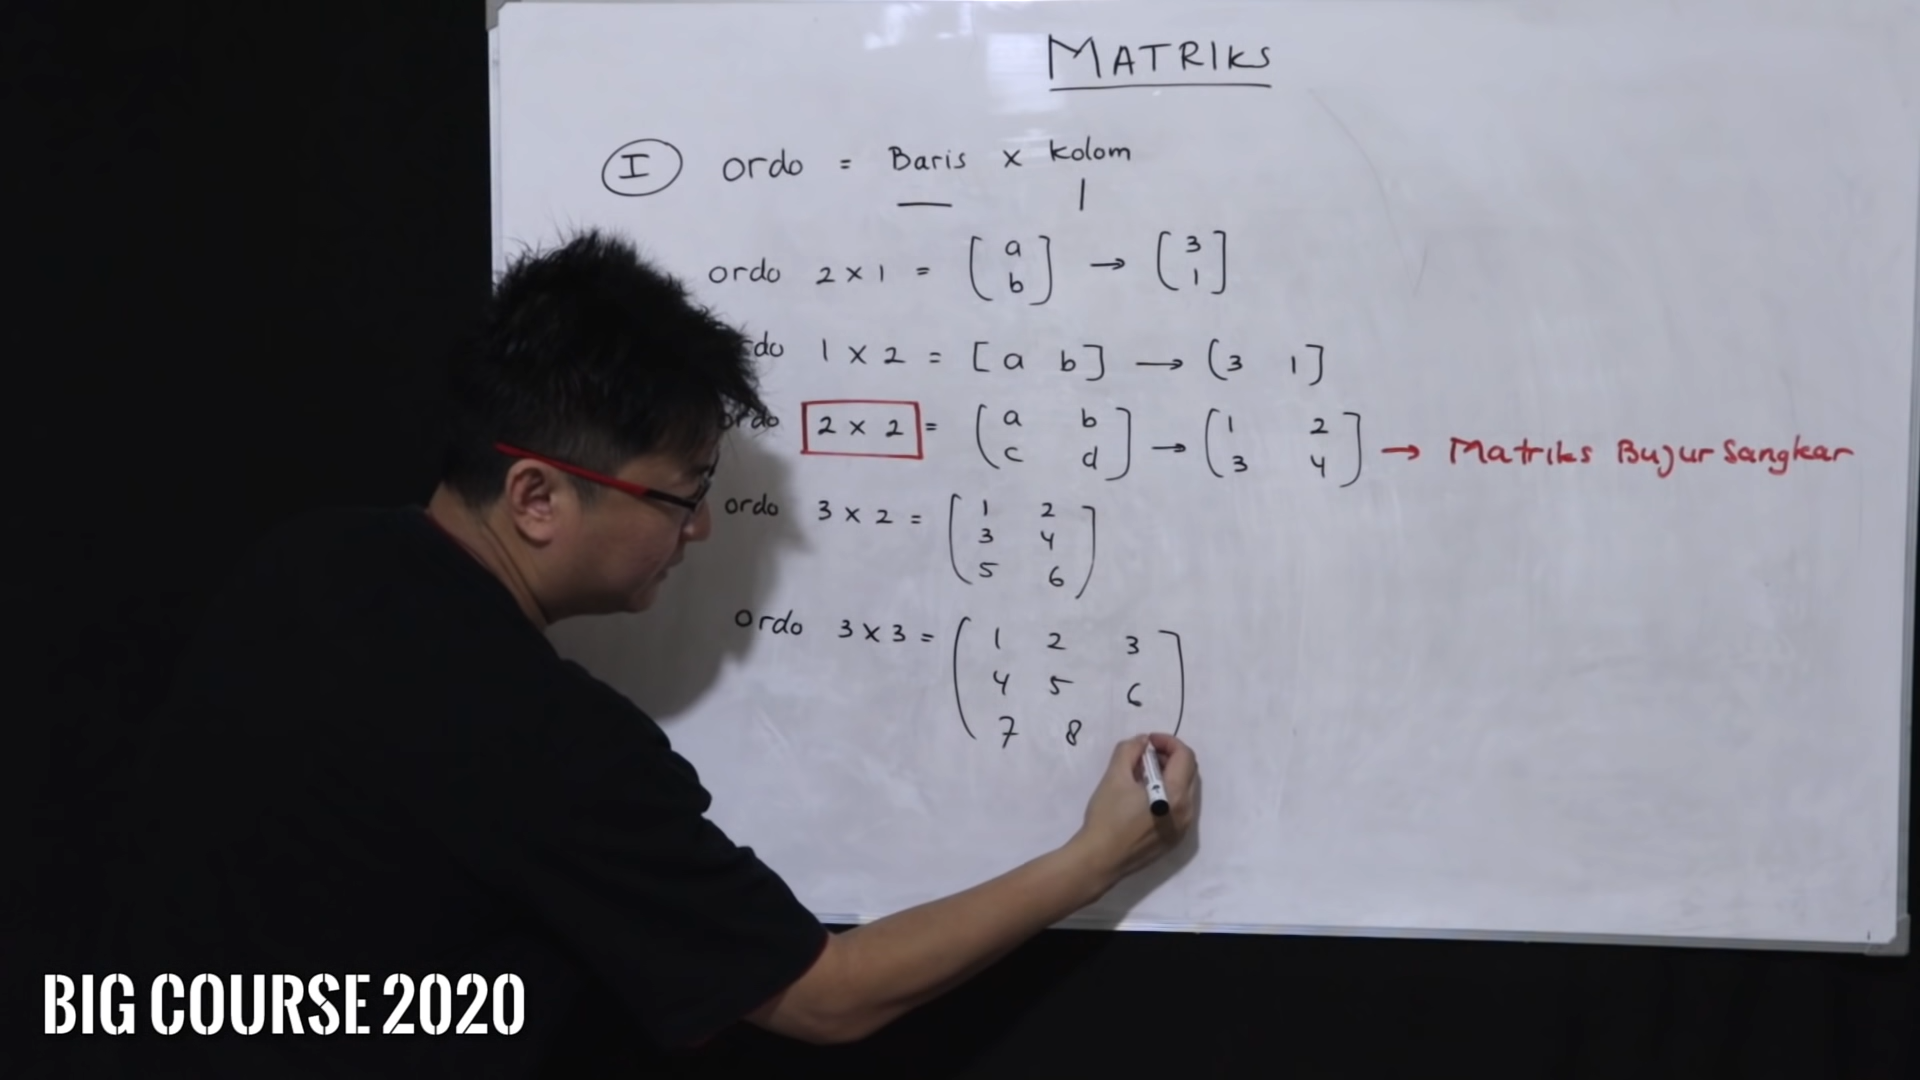 MATRIKS
I ordo = Baris x kolom
ordo 2 x 1 = [a b] → [3 1]
do 1 x 2 = [a b] → [3 1]
ordo 2 x 2 = [a b c d] → [1 2 3 4] → Matriks Bujur Sangkar
ordo 3 x 2 = [1 2 3 4 5 6]
ordo 3 x 3 = [1 2 3 4 5 6 7 8
BIG COURSE 2020